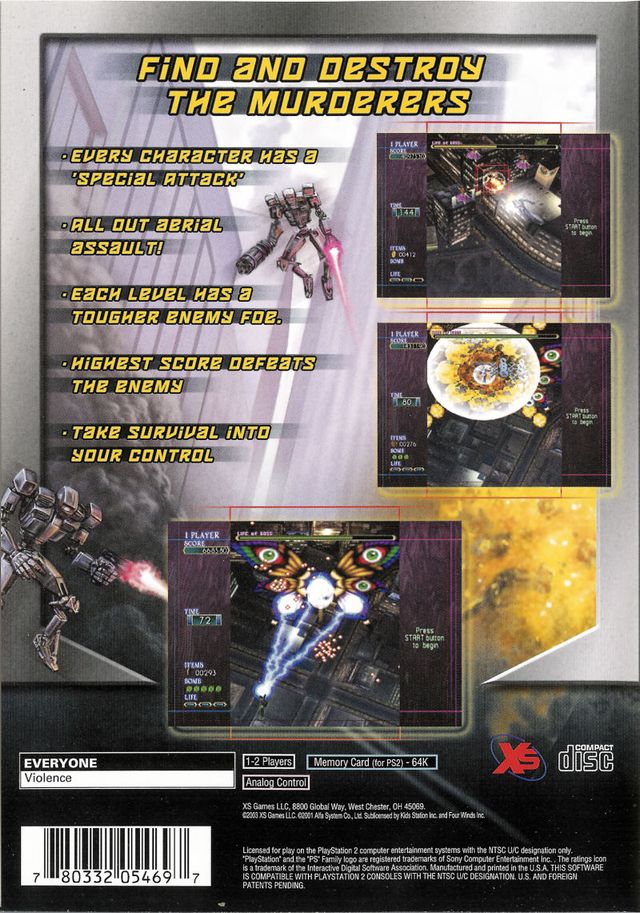 FIND AND DESTROY
THE MURDERERS
· EVERY CHARACTER HAS A
'SPECIAL ATTACK'
· ALL OUT AERIAL
ASSAULT!
· EACH LEVEL HAS A
TOUGHER ENEMY FOE.
· HIGHEST SCORE DEFEATS
THE ENEMY
· TAKE SURVIVAL INTO
YOUR CONTROL
1 PLAYER
SCORE
LIFE OF BOSS
TIME
144
ITEMS
00412
BOMB
LIFE
Press
START button
to begin
1 PLAYER
SCORE
TIME
80
ITEMS
00276
BOMB
LIFE
Press
START button
to begin
1 PLAYER
LIFE OF BOSS
SCORE
668380
TIME
72
ITEMS
00293
BOMB
LIFE
Press
START button
to begin
EVERYONE
Violence
1-2 Players
Memory Card (for PS2) - 64K
Analog Control
XS
COMPACT
disc
XS Games LLC, 8800 Global Way, West Chester, OH 45069.
©2003 XS Games LLC. ©2001 Alfa System Co., Ltd. Sublicensed by Kids Station Inc. and Four Winds Inc.
Licensed for play on the PlayStation 2 computer entertainment systems with the NTSC U/C designation only.
"PlayStation" and the "PS" Family logo are registered trademarks of Sony Computer Entertainment Inc. . The ratings icon
is a trademark of the Interactive Digital Software Association. Manufactured and printed in the U.S.A. THIS SOFTWARE
IS COMPATIBLE WITH PLAYSTATION 2 CONSOLES WITH THE NTSC U/C DESIGNATION. U.S. AND FOREIGN
PATENTS PENDING.
7 80332 05469 7